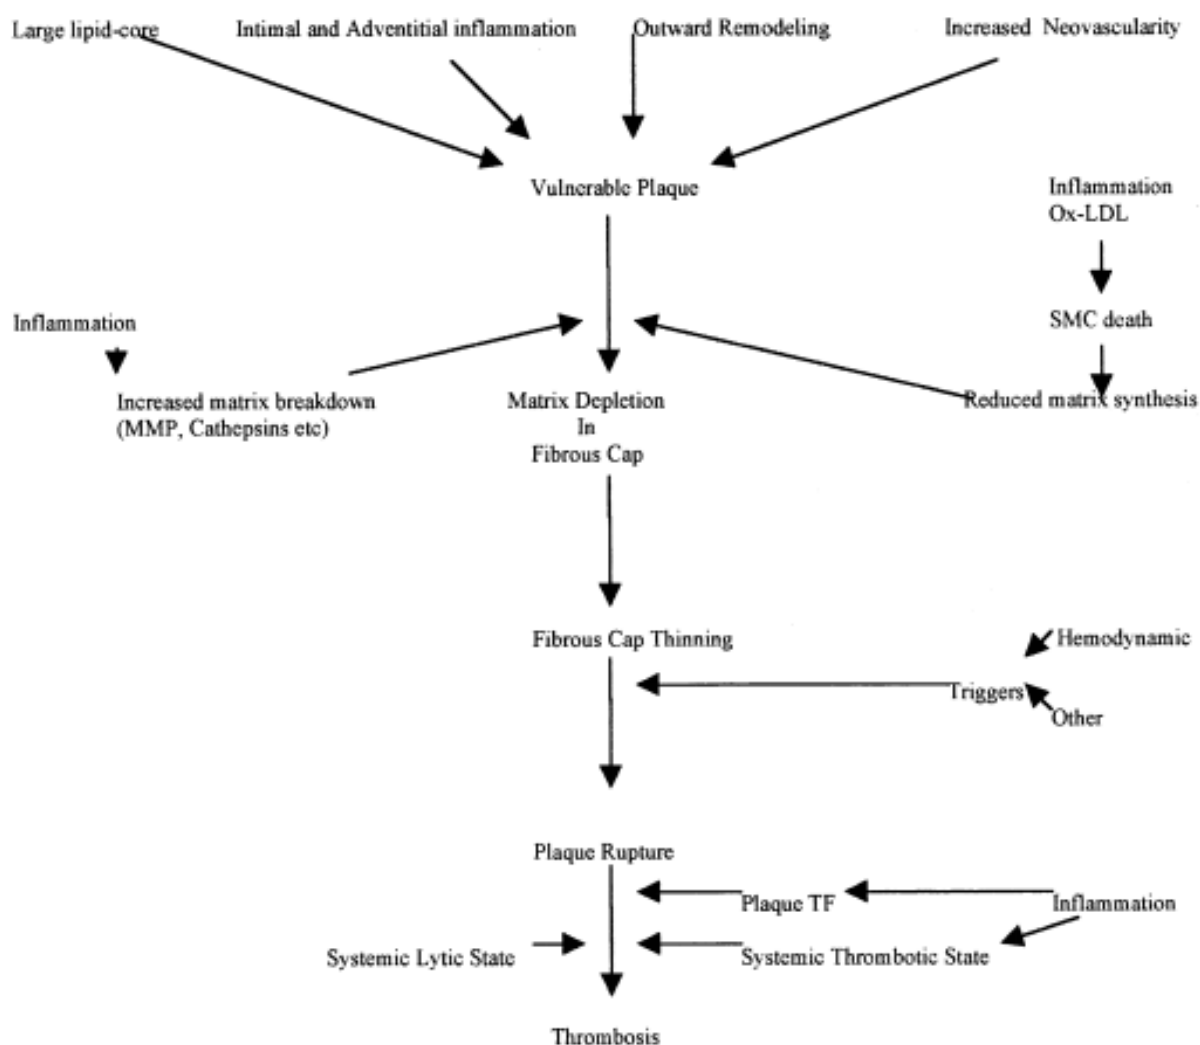 Large lipid-core
Intimal and Adventitial inflammation
Outward Remodeling
Increased Neovascularity
Vulnerable Plaque
Inflammation
Ox-LDL
SMC death
Reduced matrix synthesis
Inflammation
Increased matrix breakdown
(MMP, Cathepsins etc)
Matrix Depletion
In
Fibrous Cap
Fibrous Cap Thinning
Hemodynamic
Triggers
Other
Plaque Rupture
Plaque TF
Inflammation
Systemic Lytic State
Systemic Thrombotic State
Thrombosis